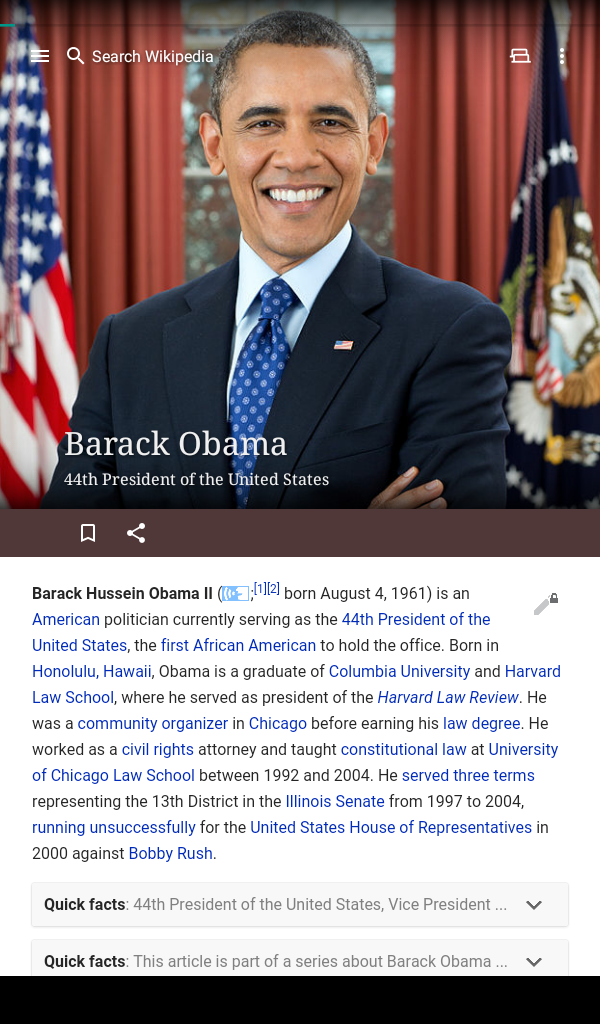 Search Wikipedia
Barack Obama
44th President of the United States
Barack Hussein Obama II (;[1][2] born August 4, 1961) is an
American politician currently serving as the 44th President of the
United States, the first African American to hold the office. Born in
Honolulu, Hawaii, Obama is a graduate of Columbia University and Harvard
Law School, where he served as president of the Harvard Law Review. He
was a community organizer in Chicago before earning his law degree. He
worked as a civil rights attorney and taught constitutional law at University
of Chicago Law School between 1992 and 2004. He served three terms
representing the 13th District in the Illinois Senate from 1997 to 2004,
running unsuccessfully for the United States House of Representatives in
2000 against Bobby Rush.
Quick facts: 44th President of the United States, Vice President ...
Quick facts: This article is part of a series about Barack Obama ...